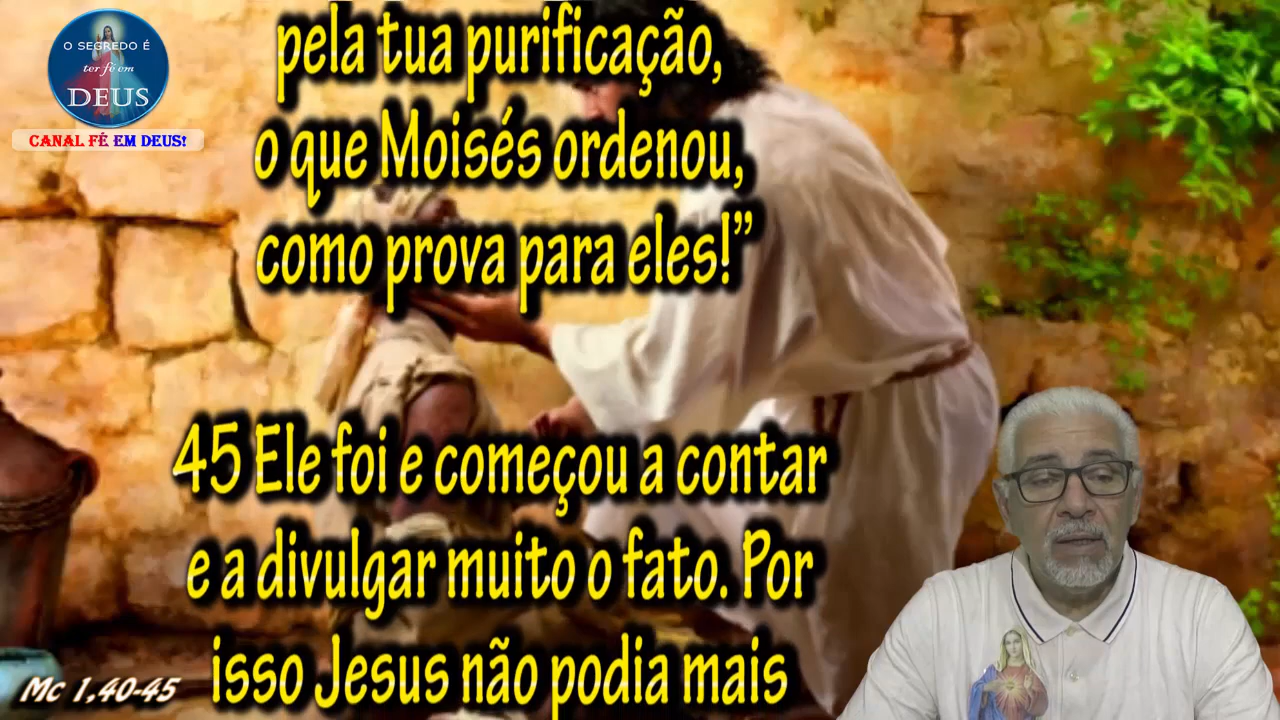 O SEGREDO É
ter fé em
DEUS
CANAL FÉ EM DEUS!
pela tua purificação,
o que Moisés ordenou,
como prova para eles!”
45 Ele foi e começou a contar
e a divulgar muito o fato. Por
isso Jesus não podia mais
Mc 1,40-45